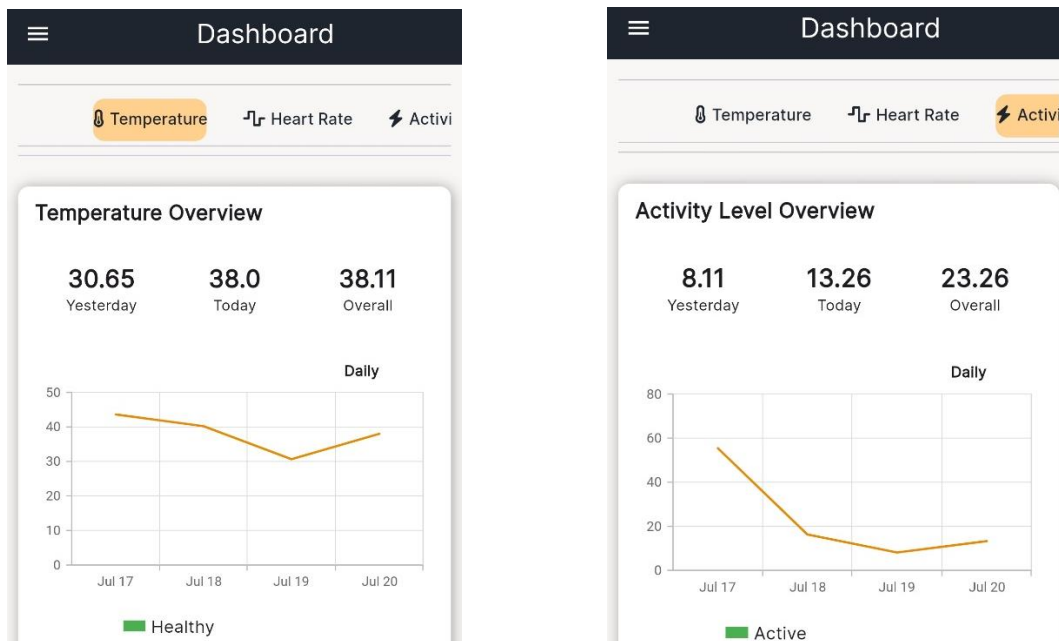 Dashboard
Temperature Heart Rate Activi
Temperature Overview
30.65 38.0 38.11
Yesterday Today Overall
Daily
50
40
30
20
10
0
Jul 17 Jul 18 Jul 19 Jul 20
Healthy
Dashboard
Temperature Heart Rate Activi
Activity Level Overview
8.11 13.26 23.26
Yesterday Today Overall
Daily
80
60
40
20
0
Jul 17 Jul 18 Jul 19 Jul 20
Active